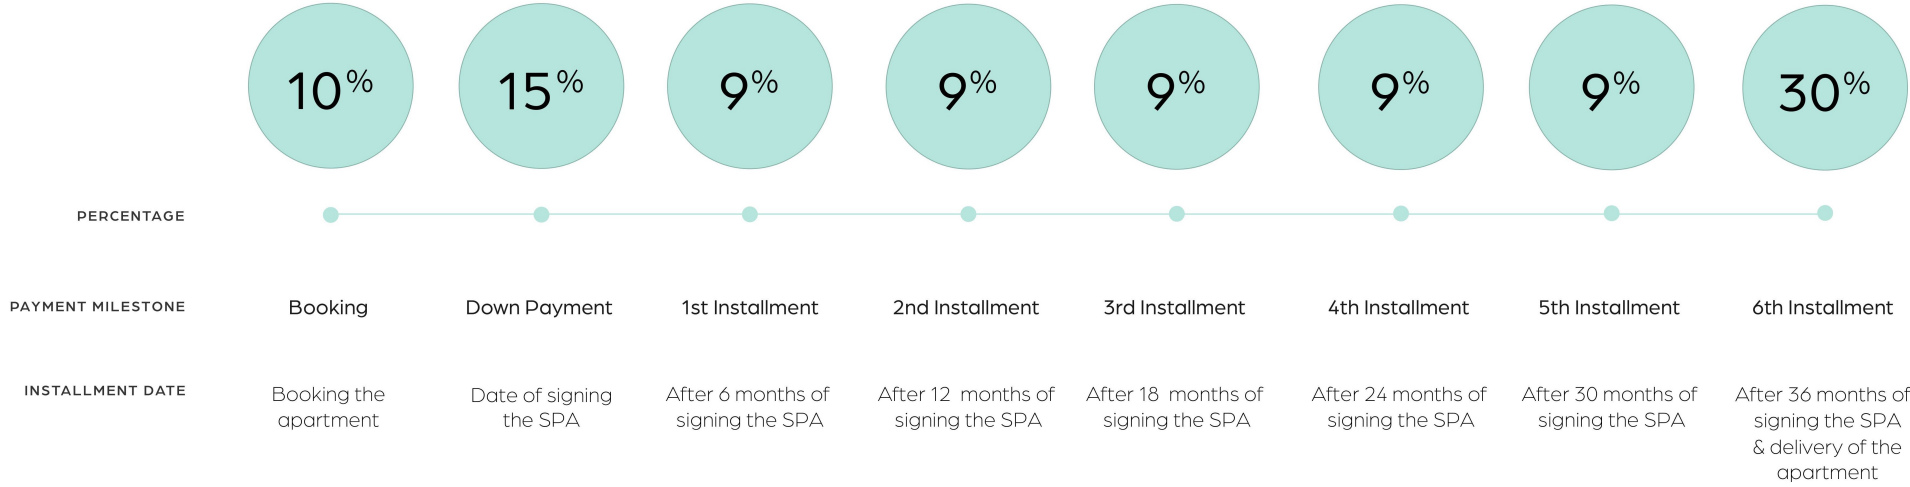 10% 15% 9% 9% 9% 9% 9% 30%
PERCENTAGE
PAYMENT MILESTONE Booking Down Payment 1st Installment 2nd Installment 3rd Installment 4th Installment 5th Installment 6th Installment
INSTALLMENT DATE
Booking the
apartment
Date of signing
the SPA
After 6 months of
signing the SPA
After 12 months of
signing the SPA
After 18 months of
signing the SPA
After 24 months of
signing the SPA
After 30 months of
signing the SPA
After 36 months of
signing the SPA
& delivery of the
apartment